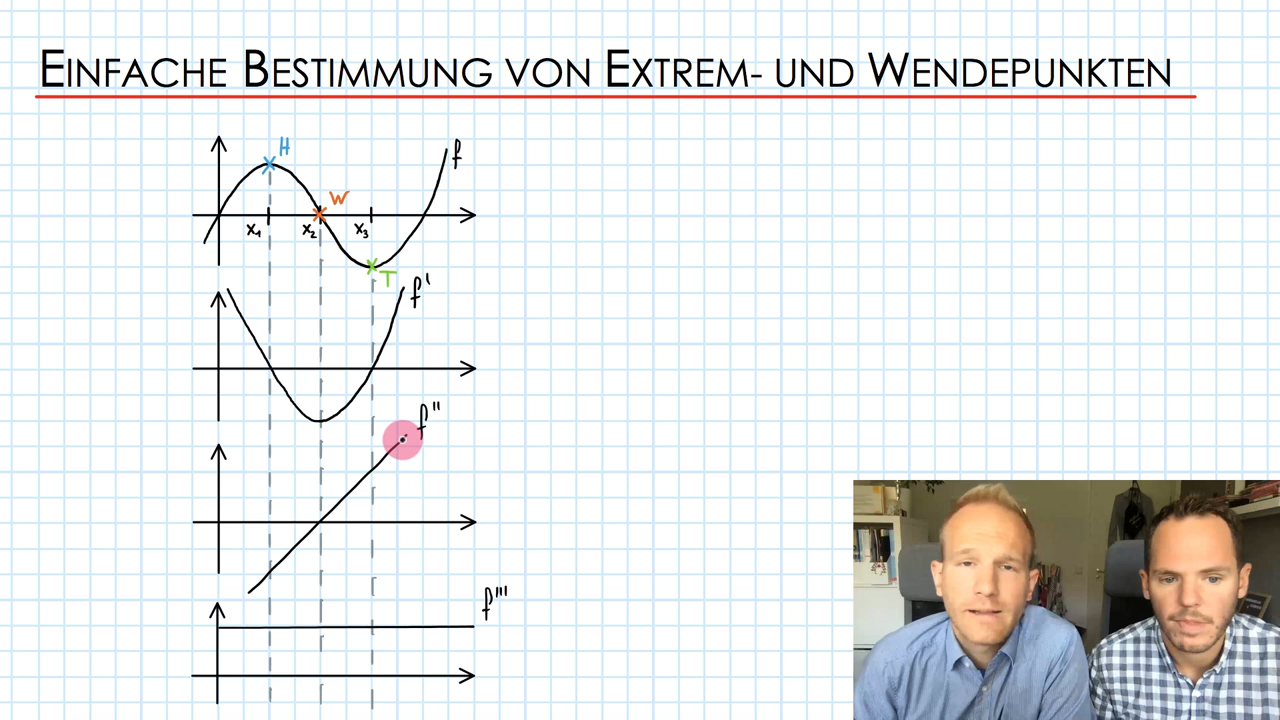 EINFACHE BESTIMMUNG VON EXTREM- UND WENDEPUNKTEN
H
f
W
x₁ x₂ x₃
T
f'
f''
f'''